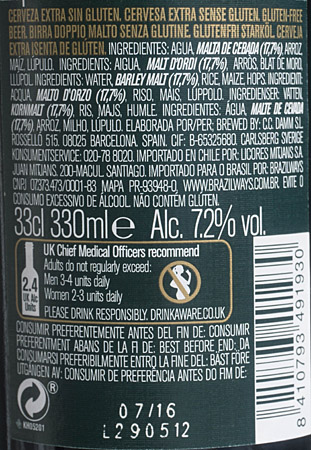 CERVEZA EXTRA SIN GLUTEN. CERVESA EXTRA SENSE GLUTEN. GLUTEN-FREE
BEER. BIRRA DOPPIO MALTO SENZA GLUTINE. GLUTENFRI STARKÖL. CERVEJA
EXTRA ISENTA DE GLÚTEN. INGREDIENTES: AGUA, MALTA DE CEBADA (17,7%), ARROZ,
MAÍZ, LÚPULO. INGREDIENTS: AIGUA, MALT D'ORDI (17,7%), ARRÒS, BLAT DE MORO,
LLÚPOL. INGREDIENTS: WATER, BARLEY MALT (17,7%), RICE, MAIZE, HOPS. INGREDIENTI:
ACQUA, MALTO D'ORZO (17,7%), RISO, MAIS, LUPPOLO. INGREDIENSER: VATTEN,
KORNMALT (17,7%), RIS, MAJS, HUMLE. INGREDIENTES: ÁGUA, MALTE DE CEVADA
(17,7%), ARROZ, MILHO, LÚPULO. ELABORADA POR/PER: BREWED BY: C.C. DAMM S.L.
ROSSELLÓ 515. 08025 BARCELONA. SPAIN. CIF: B-65325680. CARLSBERG SVERIGE
KONSUMENTSERVICE: 020-78 8020. IMPORTADO EN CHILE POR: LICORES MITJANS S.A.
JUAN MITJANS. 200-MACUL. SANTIAGO. IMPORTADO PARA O BRASIL POR: BRAZILWAYS
CNPJ 07.373.473/0001-83 MAPA PR-93948-0. WWW.BRAZILWAYS.COM.BR. EVITE O
CONSUMO EXCESSIVO DE ÁLCOOL. NÃO CONTÉM GLÚTEN.
33cl 330ml e Alc. 7.2% vol.
UK Chief Medical Officers recommend
Adults do not regularly exceed:
Men 3-4 units daily
Women 2-3 units daily
2.4
UK Alc
Units
PLEASE DRINK RESPONSIBLY. DRINKAWARE.CO.UK
CONSUMIR PREFERENTEMENTE ANTES DEL FIN DE: CONSUMIR
PREFERENTMENT ABANS DE LA FI DE: BEST BEFORE END: DA
CONSUMARSI PREFERIBILMENTE ENTRO LA FINE DEL: BÄST FÖRE
UTGÅNGEN AV: CONSUMIR DE PREFERÊNCIA ANTES DO FIM DE:
KH05201
07/16
L290512
8 410793 491930